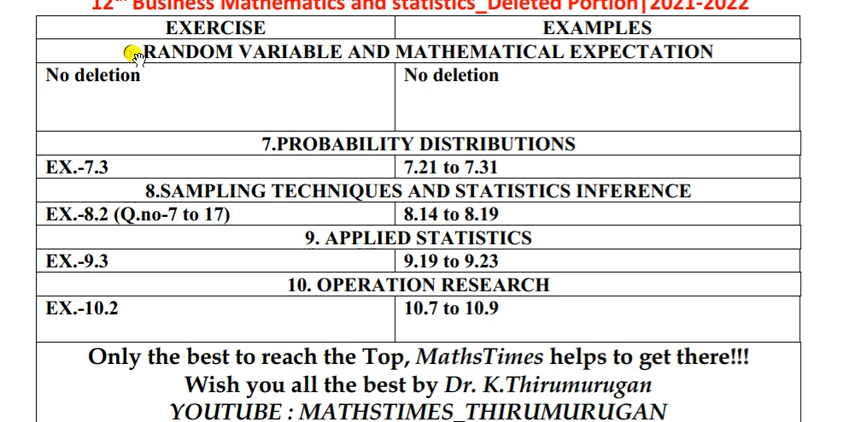 12th Business Mathematics and statistics_Deleted Portion|2021-2022
EXERCISE EXAMPLES
RANDOM VARIABLE AND MATHEMATICAL EXPECTATION
No deletion No deletion
7.PROBABILITY DISTRIBUTIONS
EX.-7.3 7.21 to 7.31
8.SAMPLING TECHNIQUES AND STATISTICS INFERENCE
EX.-8.2 (Q.no-7 to 17) 8.14 to 8.19
9. APPLIED STATISTICS
EX.-9.3 9.19 to 9.23
10. OPERATION RESEARCH
EX.-10.2 10.7 to 10.9
Only the best to reach the Top, MathsTimes helps to get there!!!
Wish you all the best by Dr. K.Thirumurugan
YOUTUBE : MATHSTIMES_THIRUMURUGAN